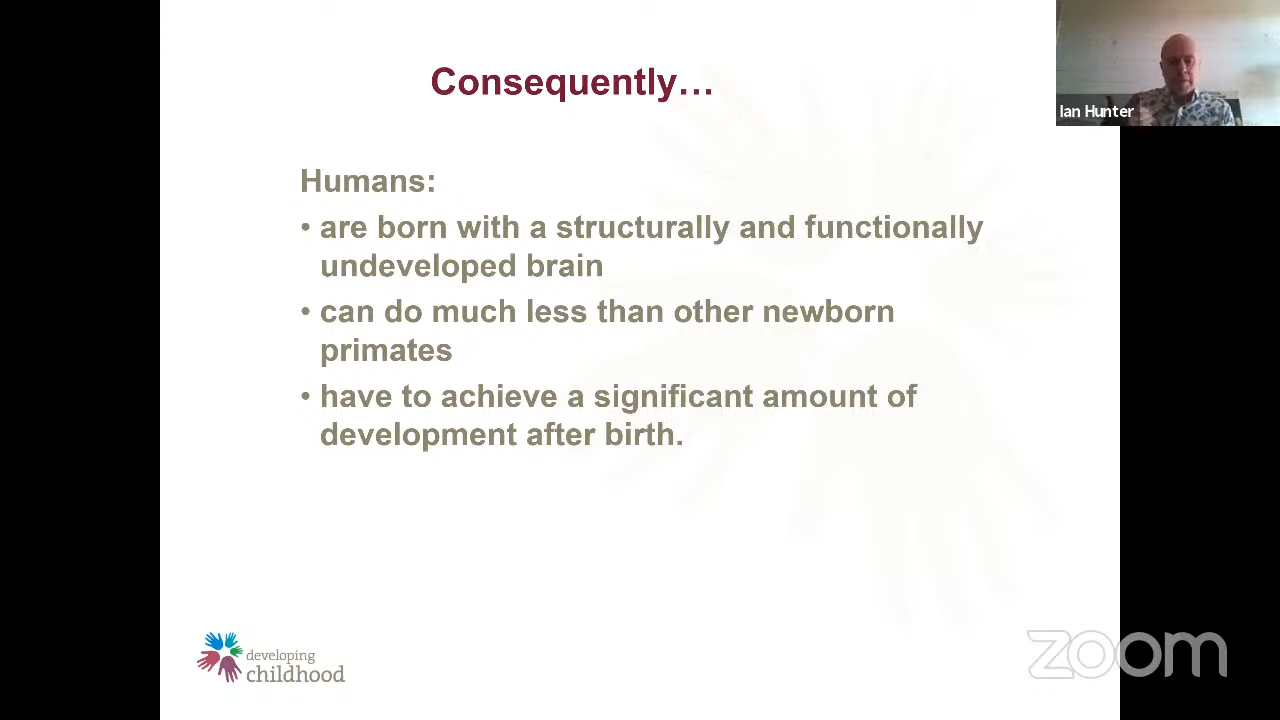 Consequently…
Ian Hunter
Humans:
• are born with a structurally and functionally
undeveloped brain
• can do much less than other newborn
primates
• have to achieve a significant amount of
development after birth.
developing
childhood
zoom